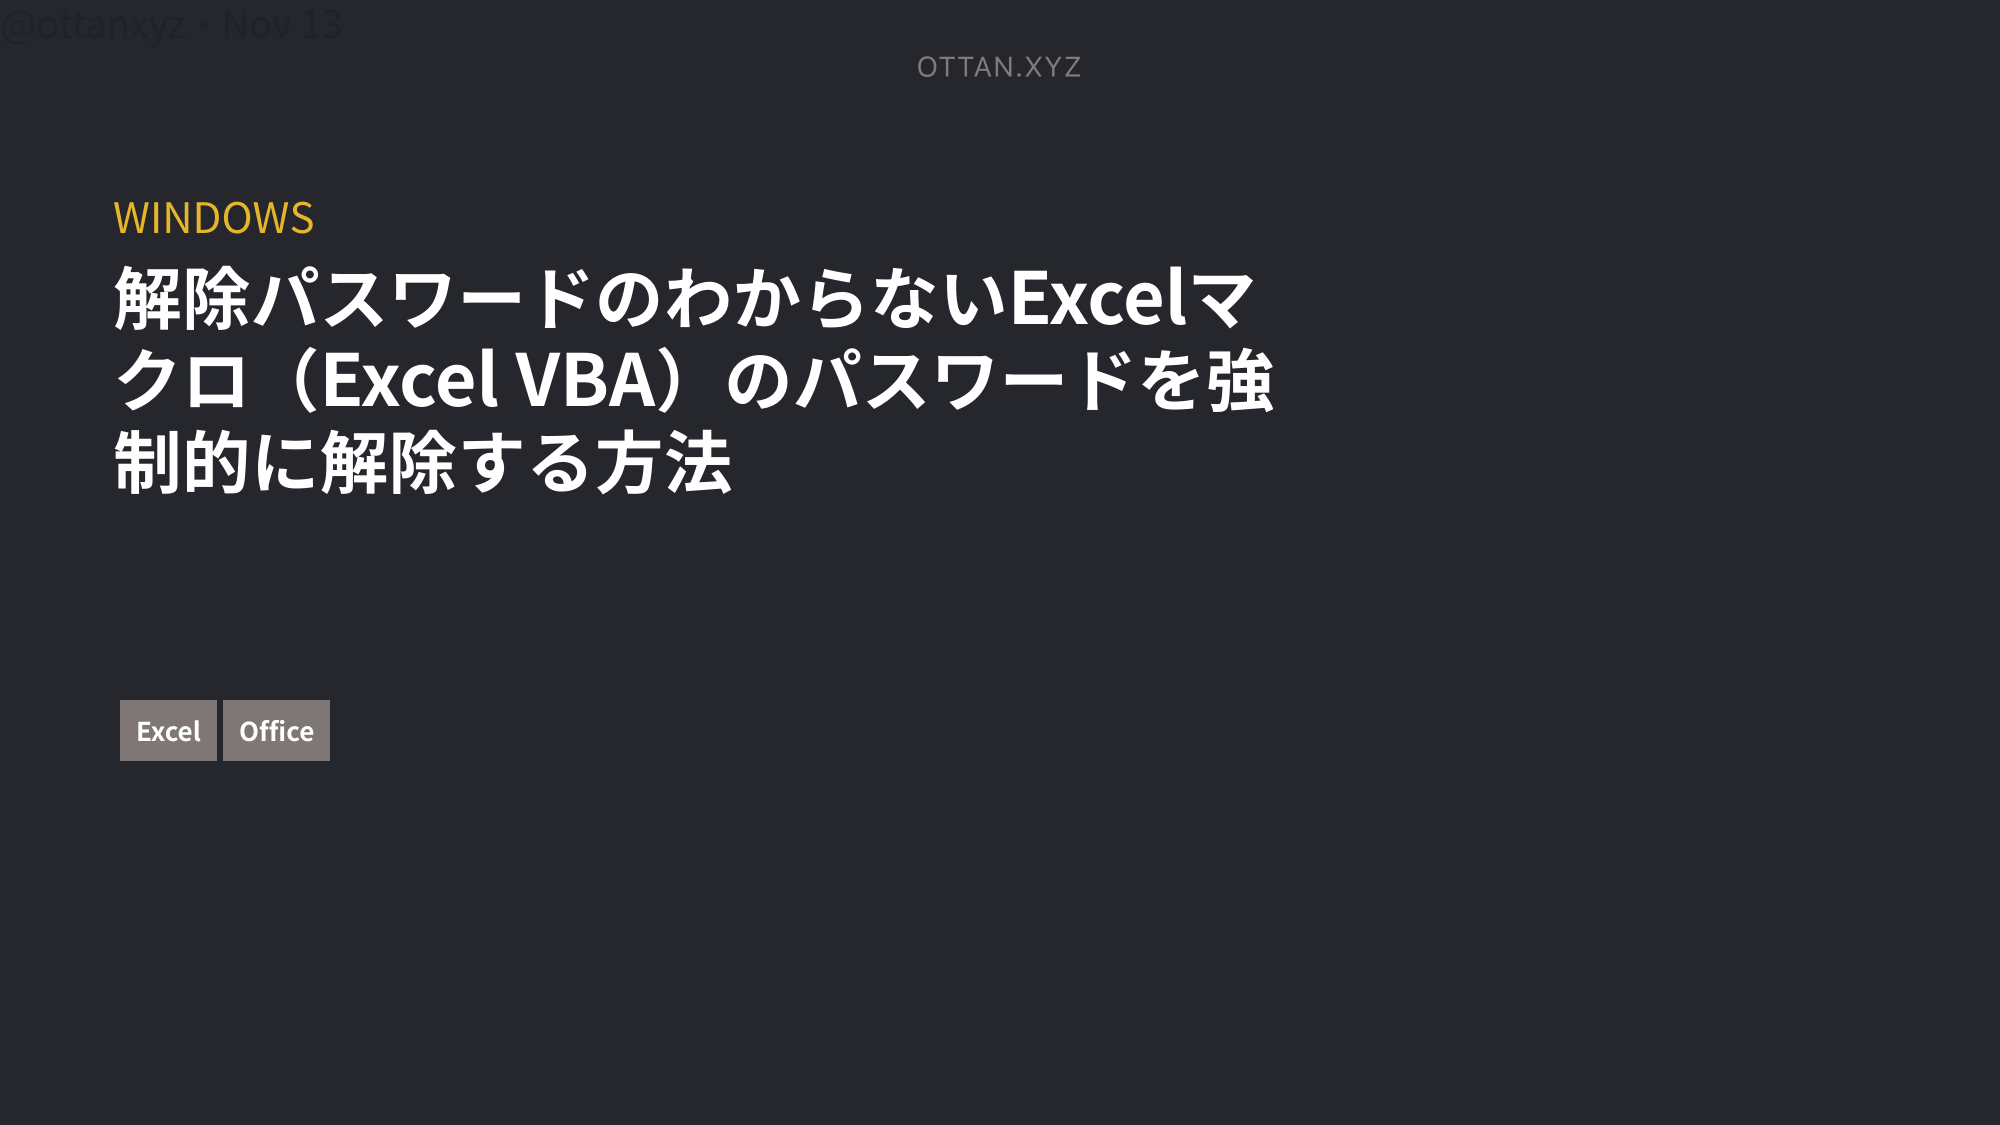 @ottanxyz・Nov 13
OTTAN.XYZ
WINDOWS
解除パスワードのわからないExcelマ
クロ（Excel VBA）のパスワードを強
制的に解除する方法
Excel Office